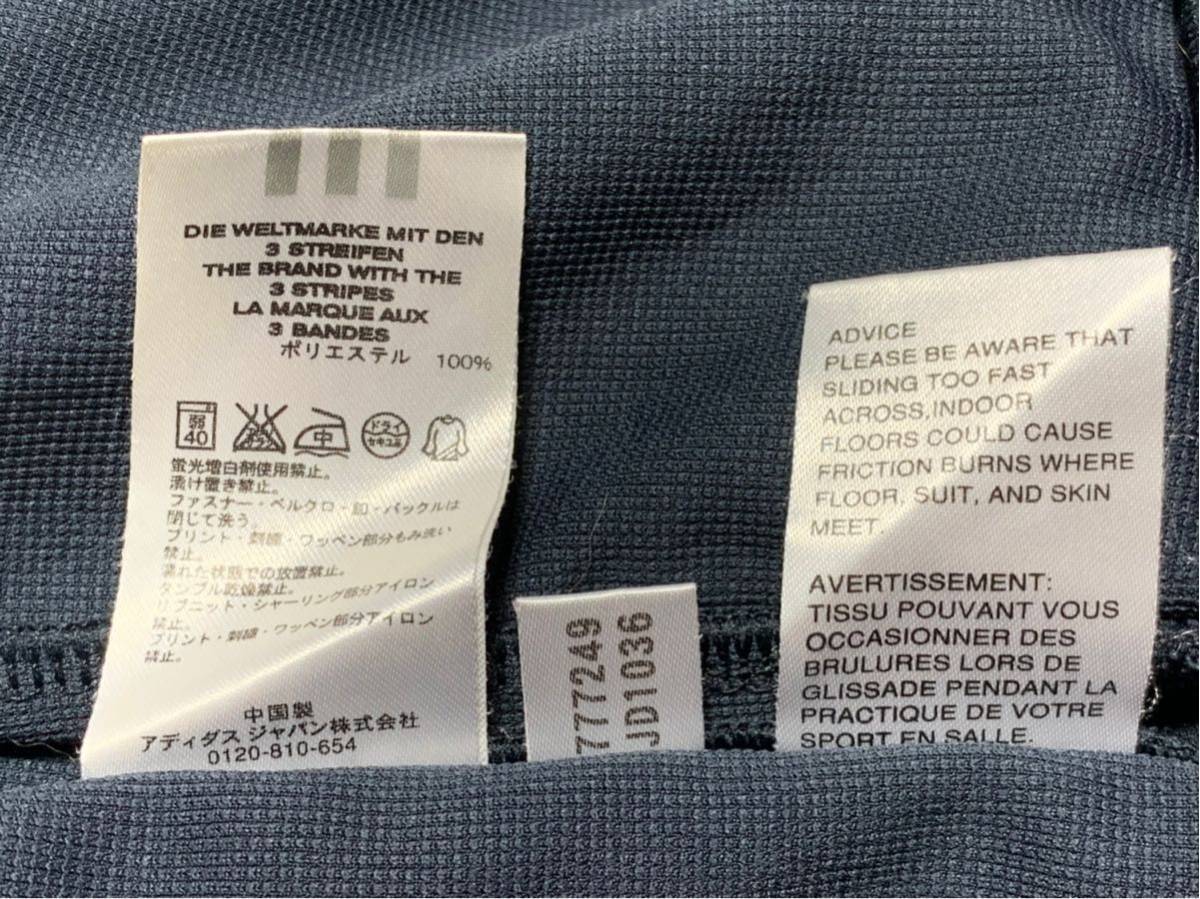 DIE WELTMARKE MIT DEN
3 STREIFEN
THE BRAND WITH THE
3 STRIPES
LA MARQUE AUX
3 BANDES
ポリエステル 100%
弱
40
中
ドライ
セキユ系
蛍光増白剤使用禁止。
漬け置き禁止。
ファスナー・ベルクロ・釦・バックルは
閉じて洗う。
プリント・刺繍・ワッペン部分もみ洗い
禁止。
濡れた状態での放置禁止。
タンブル乾燥禁止。
リブニット・シャーリング部分アイロン
禁止。
プリント・刺繍・ワッペン部分アイロン
禁止。
中国製
アディダス ジャパン株式会社
0120-810-654
777249
JD1036
ADVICE
PLEASE BE AWARE THAT
SLIDING TOO FAST
ACROSS,INDOOR
FLOORS COULD CAUSE
FRICTION BURNS WHERE
FLOOR, SUIT, AND SKIN
MEET.
AVERTISSEMENT:
TISSU POUVANT VOUS
OCCASIONNER DES
BRULURES LORS DE
GLISSADE PENDANT LA
PRACTIQUE DE VOTRE
SPORT EN SALLE.